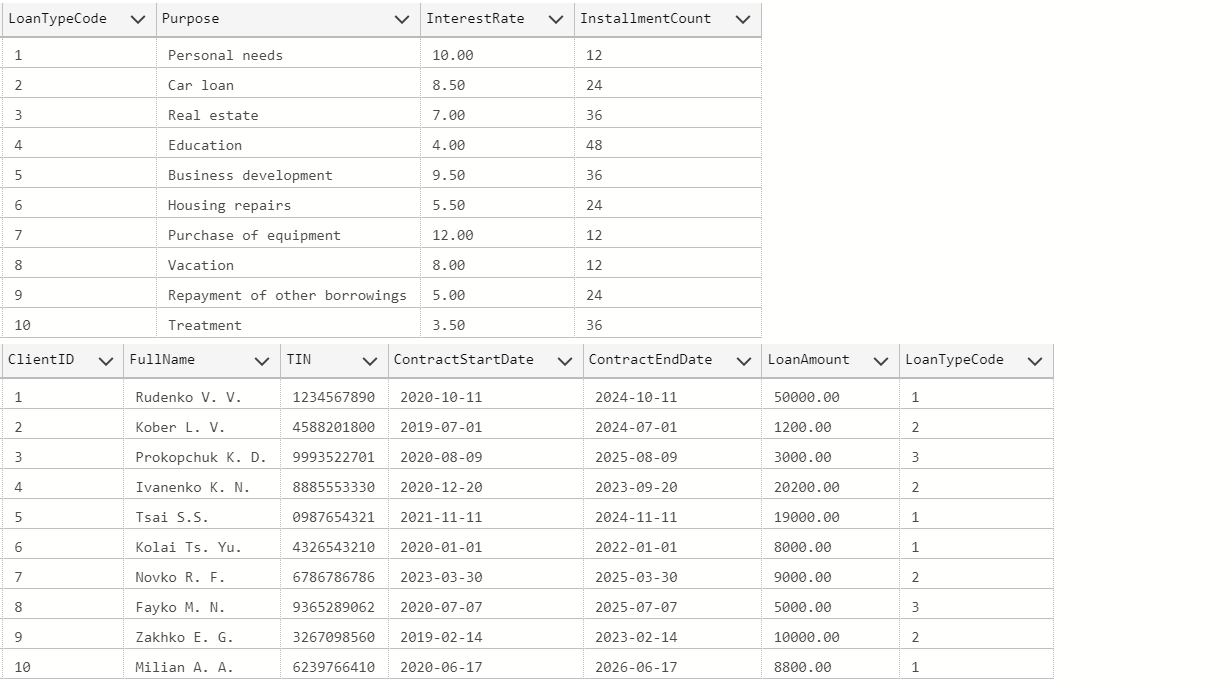 LoanTypeCode Purpose InterestRate InstallmentCount
1 Personal needs 10.00 12
2 Car loan 8.50 24
3 Real estate 7.00 36
4 Education 4.00 48
5 Business development 9.50 36
6 Housing repairs 5.50 24
7 Purchase of equipment 12.00 12
8 Vacation 8.00 12
9 Repayment of other borrowings 5.00 24
10 Treatment 3.50 36
ClientID FullName TIN ContractStartDate ContractEndDate LoanAmount LoanTypeCode
1 Rudenko V. V. 1234567890 2020-10-11 2024-10-11 50000.00 1
2 Kober L. V. 4588201800 2019-07-01 2024-07-01 1200.00 2
3 Prokopchuk K. D. 9993522701 2020-08-09 2025-08-09 3000.00 3
4 Ivanenko K. N. 8885553330 2020-12-20 2023-09-20 20200.00 2
5 Tsai S.S. 0987654321 2021-11-11 2024-11-11 19000.00 1
6 Kolai Ts. Yu. 4326543210 2020-01-01 2022-01-01 8000.00 1
7 Novko R. F. 6786786786 2023-03-30 2025-03-30 9000.00 2
8 Fayko M. N. 9365289062 2020-07-07 2025-07-07 5000.00 3
9 Zakhko E. G. 3267098560 2019-02-14 2023-02-14 10000.00 2
10 Milian A. A. 6239766410 2020-06-17 2026-06-17 8800.00 1